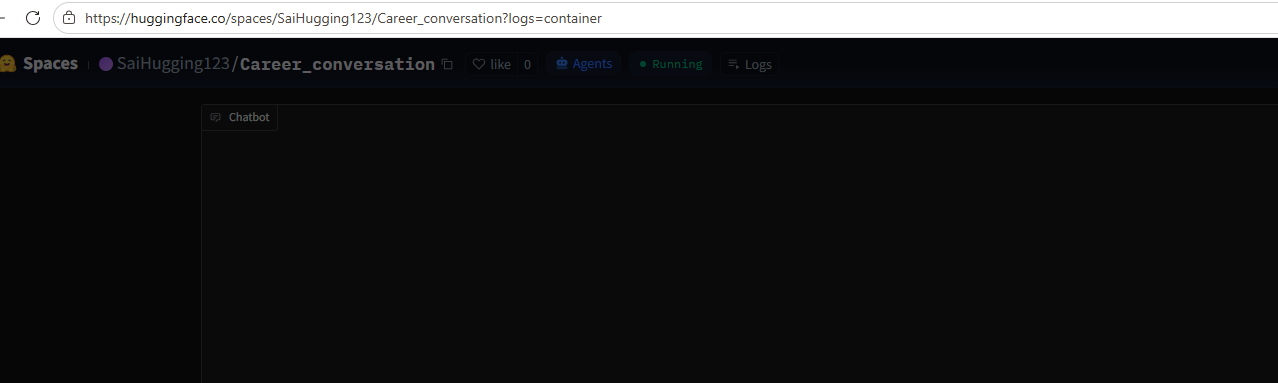 https://huggingface.co/spaces/SaiHugging123/Career_conversation?logs=container
Spaces SaiHugging123/Career_conversation like 0 Agents Running Logs
Chatbot